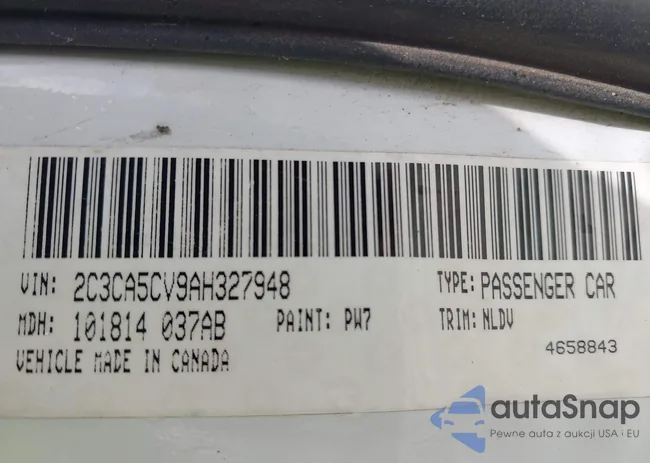 VIN: 2C3CA5CV9AH327948 TYPE: PASSENGER CAR
MDH: 101814 037AB PAINT: PW7 TRIM: NLDV
VEHICLE MADE IN CANADA 4658843
autaSnap
Pewne auta z aukcji USA i EU